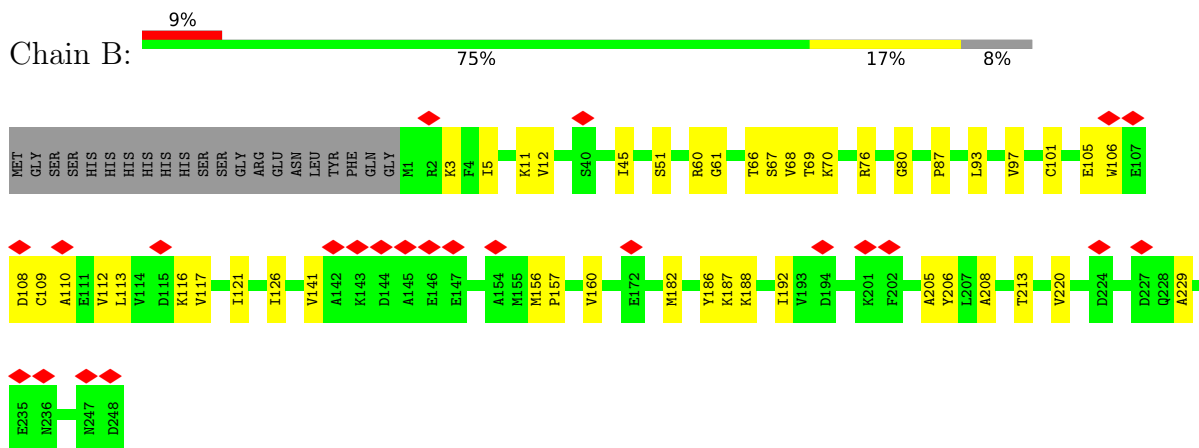 9%
Chain B:
75% 17% 8%
MET GLY SER SER HIS HIS HIS HIS HIS HIS SER SER GLY ARG GLU ASN LEU TYR PHE GLN GLY M1 R2 K3 F4 I5 K11 V12 S40 I45 S51 R60 G61 T66 S67 V68 T69 K70 R76 G80 P87 L93 V97 C101 E105 W106 E107
D108 C109 A110 E111 V112 L113 V114 D115 K116 V117 I121 I126 V141 A142 K143 D144 A145 E146 E147 A154 M155 M156 P157 V160 E172 M182 Y186 K187 K188 I192 V193 D194 K201 F202 A205 Y206 L207 A208 T213 V220 D224 D227 Q228 A229
E235 N236 N247 D248